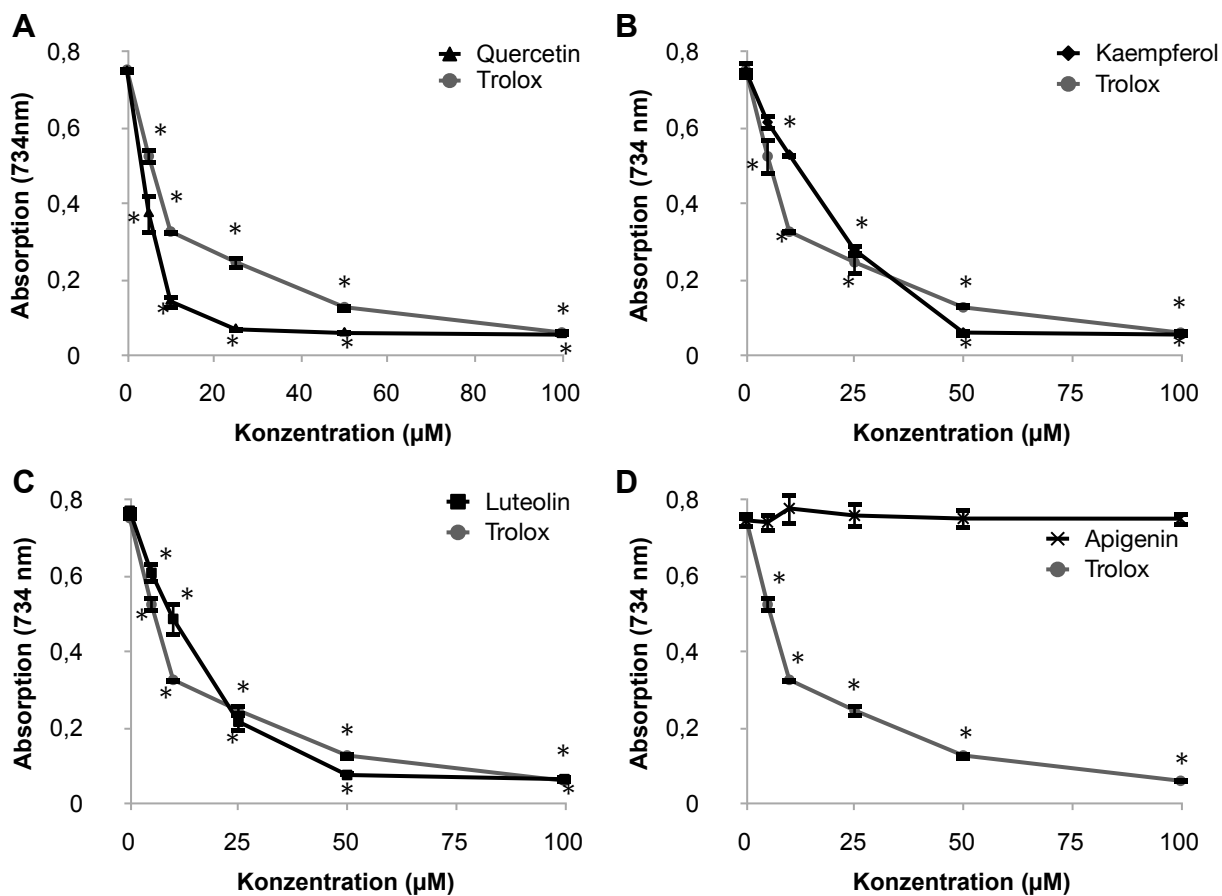 A
Absorption (734nm)
0,8
0,6
0,4
0,2
0
Quercetin
Trolox
0 20 40 60 80 100
Konzentration (µM)
B
Absorption (734 nm)
0,8
0,6
0,4
0,2
0
Kaempferol
Trolox
0 25 50 75 100
Konzentration (µM)
C
Absorption (734 nm)
0,8
0,6
0,4
0,2
0
Luteolin
Trolox
0 25 50 75 100
Konzentration (µM)
D
Absorption (734 nm)
0,8
0,6
0,4
0,2
0
Apigenin
Trolox
0 25 50 75 100
Konzentration (µM)